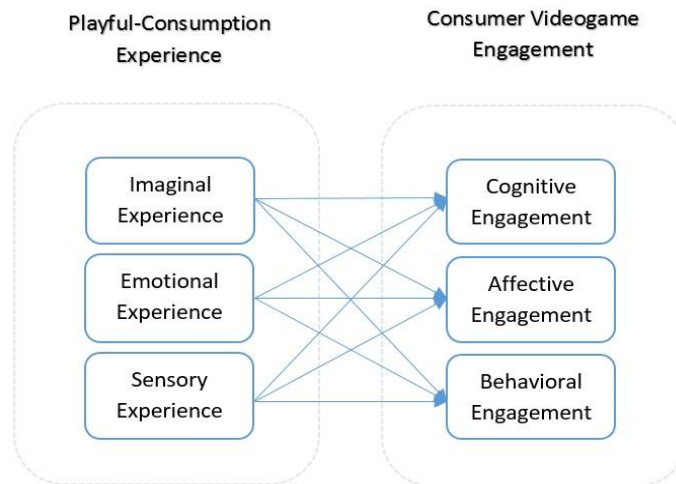 Playful-Consumption
Experience
Consumer Videogame
Engagement
Imaginal
Experience
Emotional
Experience
Sensory
Experience
Cognitive
Engagement
Affective
Engagement
Behavioral
Engagement